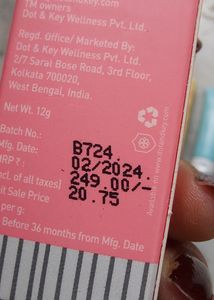 TM owners
Dot & Key Wellness Pvt. Ltd.
Regd. Office/ Marketed By:
Dot & Key Wellness Pvt. Ltd.,
2/7 Sarat Bose Road, 3rd Floor,
Kolkata 700020,
West Bengal, India.
Net Wt. 12g
Batch No.: B724.
Mfg. Date: 02/2024.
MRP ₹: 249.00/-
(incl. of all taxes)
Unit Sale Price 20.75
per g:
Before 36 months from Mfg. Date